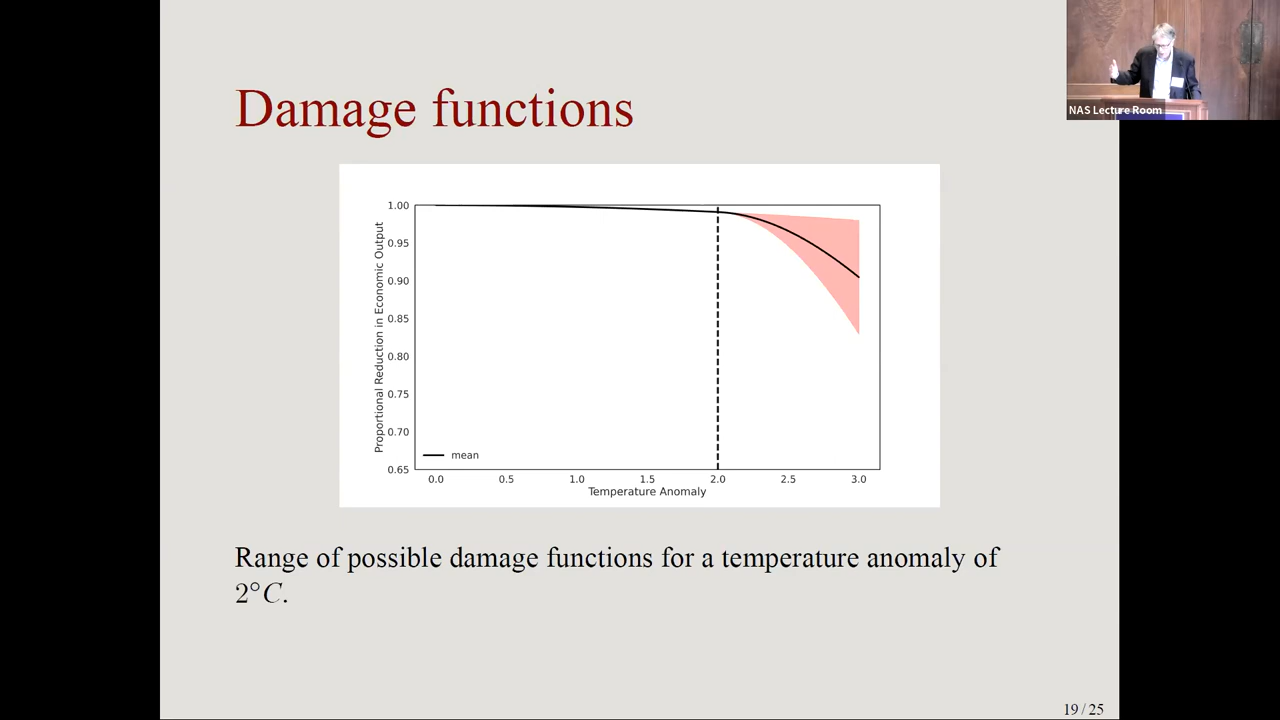 Damage functions
NAS Lecture Room
Proportional Reduction in Economic Output
1.00
0.95
0.90
0.85
0.80
0.75
0.70
0.65
mean
0.0 0.5 1.0 1.5 2.0 2.5 3.0
Temperature Anomaly
Range of possible damage functions for a temperature anomaly of
2°C.
19 / 25